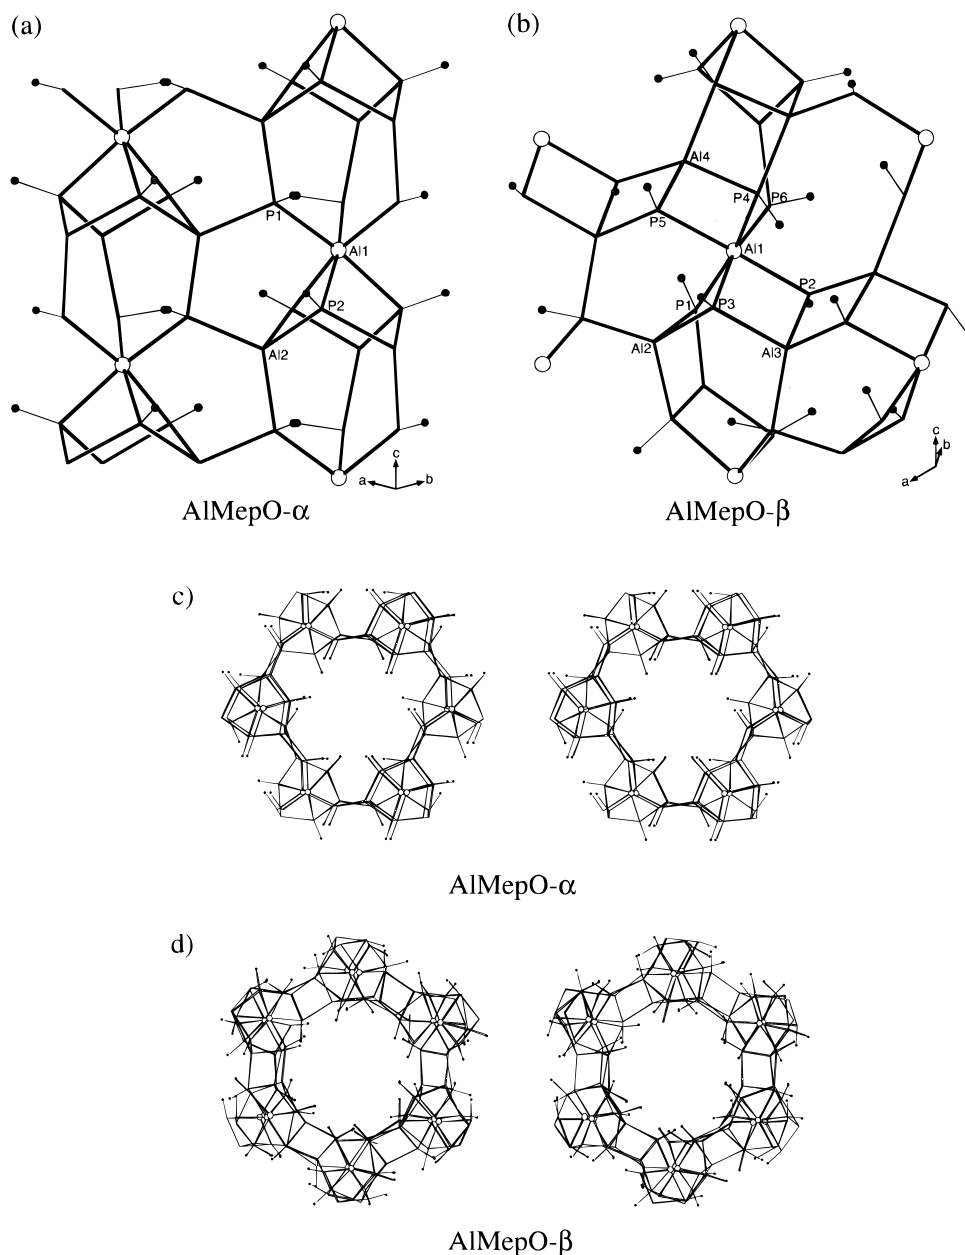 (a)
(b)
P1
Al1
P2
Al2
c
a
b
AlMepO-α
Al4
P4
P6
P5
Al1
P2
P1
P3
Al2
Al3
c
b
a
AlMepO-β
c)
AlMepO-α
d)
AlMepO-β